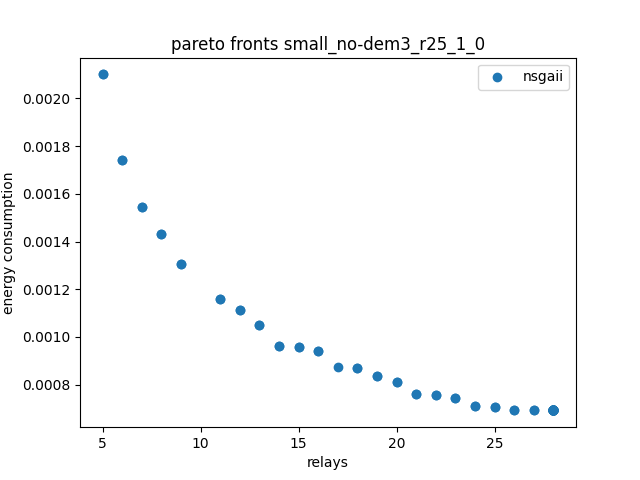 pareto fronts small_no-dem3_r25_1_0
nsgaii
0.0020
0.0018
0.0016
0.0014
0.0012
0.0010
0.0008
energy consumption
5 10 15 20 25
relays